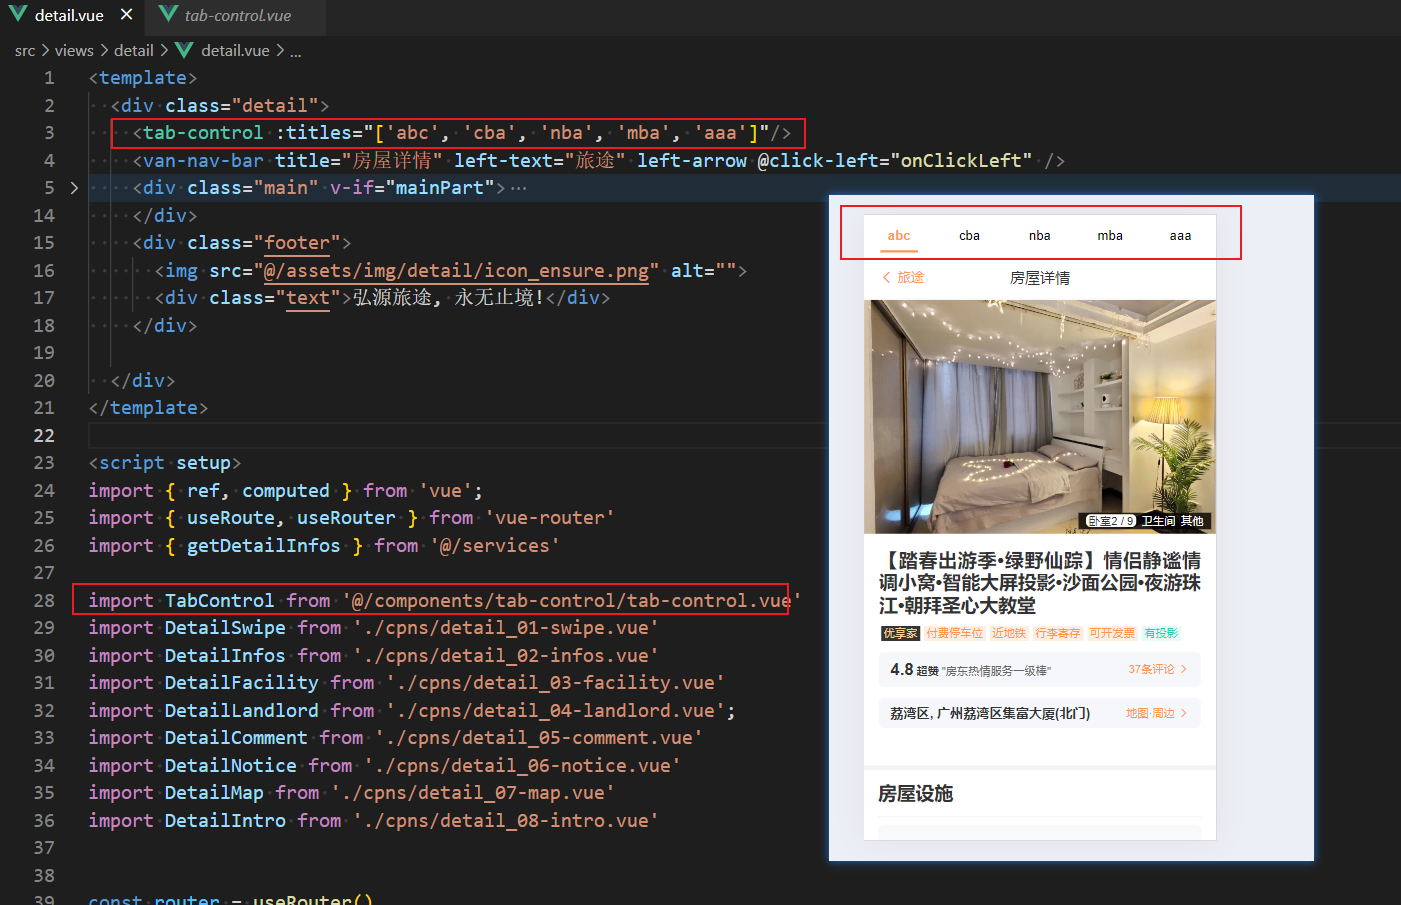 detail.vue × tab-control.vue
src > views > detail > detail.vue > ...
1 <template>
2 <div class="detail">
3 <tab-control :titles="['abc', 'cba', 'nba', 'mba', 'aaa']"/>
4 <van-nav-bar title="房屋详情" left-text="旅途" left-arrow @click-left="onClickLeft" />
5 > <div class="main" v-if="mainPart">···
14 </div>
15 <div class="footer">
16 <img src="@/assets/img/detail/icon_ensure.png" alt="">
17 <div class="text">弘源旅途, 永无止境!</div>
18 </div>
19
20 </div>
21 </template>
22
23 <script setup>
24 import { ref, computed } from 'vue';
25 import { useRoute, useRouter } from 'vue-router'
26 import { getDetailInfos } from '@/services'
27
28 import TabControl from '@/components/tab-control/tab-control.vue'
29 import DetailSwipe from './cpns/detail_01-swipe.vue'
30 import DetailInfos from './cpns/detail_02-infos.vue'
31 import DetailFacility from './cpns/detail_03-facility.vue'
32 import DetailLandlord from './cpns/detail_04-landlord.vue';
33 import DetailComment from './cpns/detail_05-comment.vue'
34 import DetailNotice from './cpns/detail_06-notice.vue'
35 import DetailMap from './cpns/detail_07-map.vue'
36 import DetailIntro from './cpns/detail_08-intro.vue'
37
38
39 const router = useRouter()
abc cba nba mba aaa
< 旅途 房屋详情
卧室2 / 9 卫生间 其他
【踏春出游季•绿野仙踪】情侣静谧情
调小窝•智能大屏投影•沙面公园•夜游珠
江•朝拜圣心大教堂
优享家 付费停车位 近地铁 行李寄存 可开发票 有投影
4.8 超赞 "房东热情服务一级棒" 37条评论 >
荔湾区, 广州荔湾区集富大厦(北门) 地图·周边 >
房屋设施